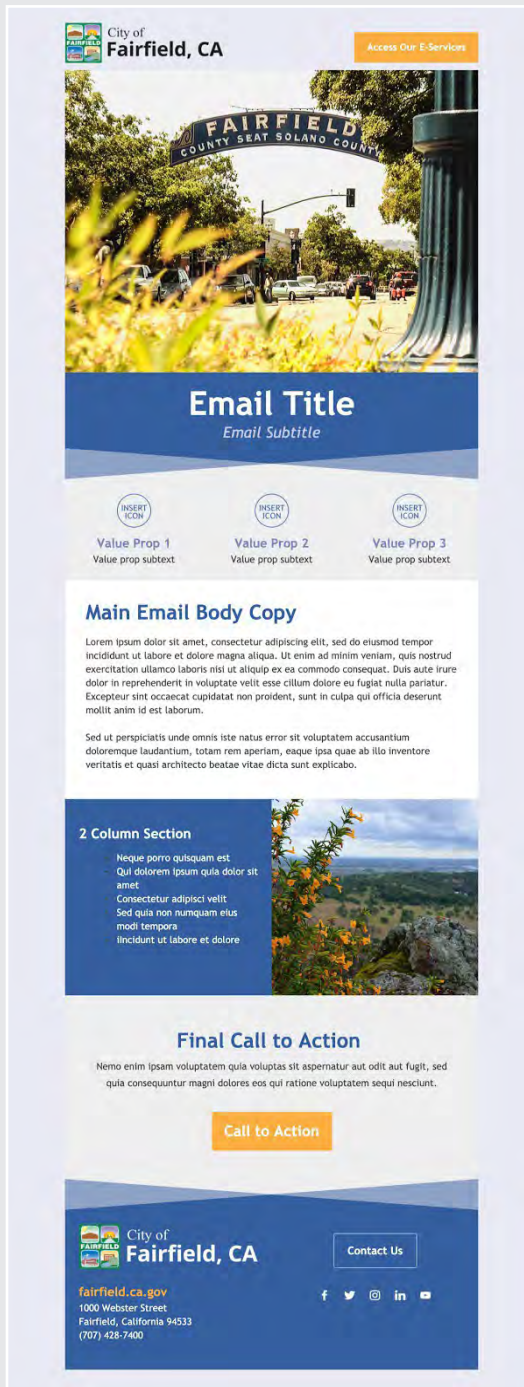 City of
FAIRFIELD
Fairfield, CA
Access Our E-Services
FAIRFIELD
COUNTY SEAT SOLANO COUNTY
Email Title
Email Subtitle
INSERT ICON
INSERT ICON
INSERT ICON
Value Prop 1
Value Prop 2
Value Prop 3
Value prop subtext
Value prop subtext
Value prop subtext
Main Email Body Copy
Lorem ipsum dolor sit amet, consectetur adipiscing elit, sed do eiusmod tempor
incididunt ut labore et dolore magna aliqua. Ut enim ad minim veniam, quis nostrud
exercitation ullamco laboris nisi ut aliquip ex ea commodo consequat. Duis aute irure
dolor in reprehenderit in voluptate velit esse cillum dolore eu fugiat nulla pariatur.
Excepteur sint occaecat cupidatat non proident, sunt in culpa qui officia deserunt
mollit anim id est laborum.
Sed ut perspiciatis unde omnis iste natus error sit voluptatem accusantium
doloremque laudantium, totam rem aperiam, eaque ipsa quae ab illo inventore
veritatis et quasi architecto beatae vitae dicta sunt explicabo.
2 Column Section
Neque porro quisquam est
Qui dolorem ipsum quia dolor sit
amet
Consectetur adipisci velit
Sed quia non numquam eius
modi tempora
Iincidunt ut labore et dolore
Final Call to Action
Nemo enim ipsam voluptatem quia voluptas sit aspernatur aut odit aut fugit, sed
quia consequuntur magni dolores eos qui ratione voluptatem sequi nesciunt.
Call to Action
City of
FAIRFIELD
Fairfield, CA
Contact Us
fairfield.ca.gov
1000 Webster Street
Fairfield, California 94533
(707) 428-7400